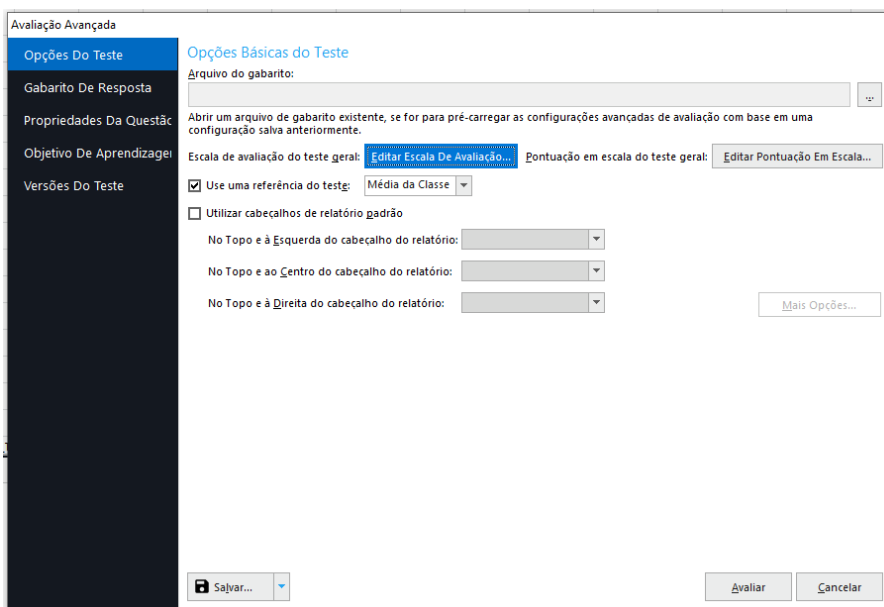 Avaliação Avançada
Opções Do Teste
Gabarito De Resposta
Propriedades Da Questão
Objetivo De Aprendizager
Versões Do Teste
Opções Básicas do Teste
Arquivo do gabarito:
...
Abrir um arquivo de gabarito existente, se for para pré-carregar as configurações avançadas de avaliação com base em uma
configuração salva anteriormente.
Escala de avaliação do teste geral: Editar Escala De Avaliação... Pontuação em escala do teste geral: Editar Pontuação Em Escala...
Use uma referência do teste: Média da Classe
Utilizar cabeçalhos de relatório padrão
No Topo e à Esquerda do cabeçalho do relatório:
No Topo e ao Centro do cabeçalho do relatório:
No Topo e à Direita do cabeçalho do relatório:
Mais Opções...
Salvar...
Avaliar
Cancelar